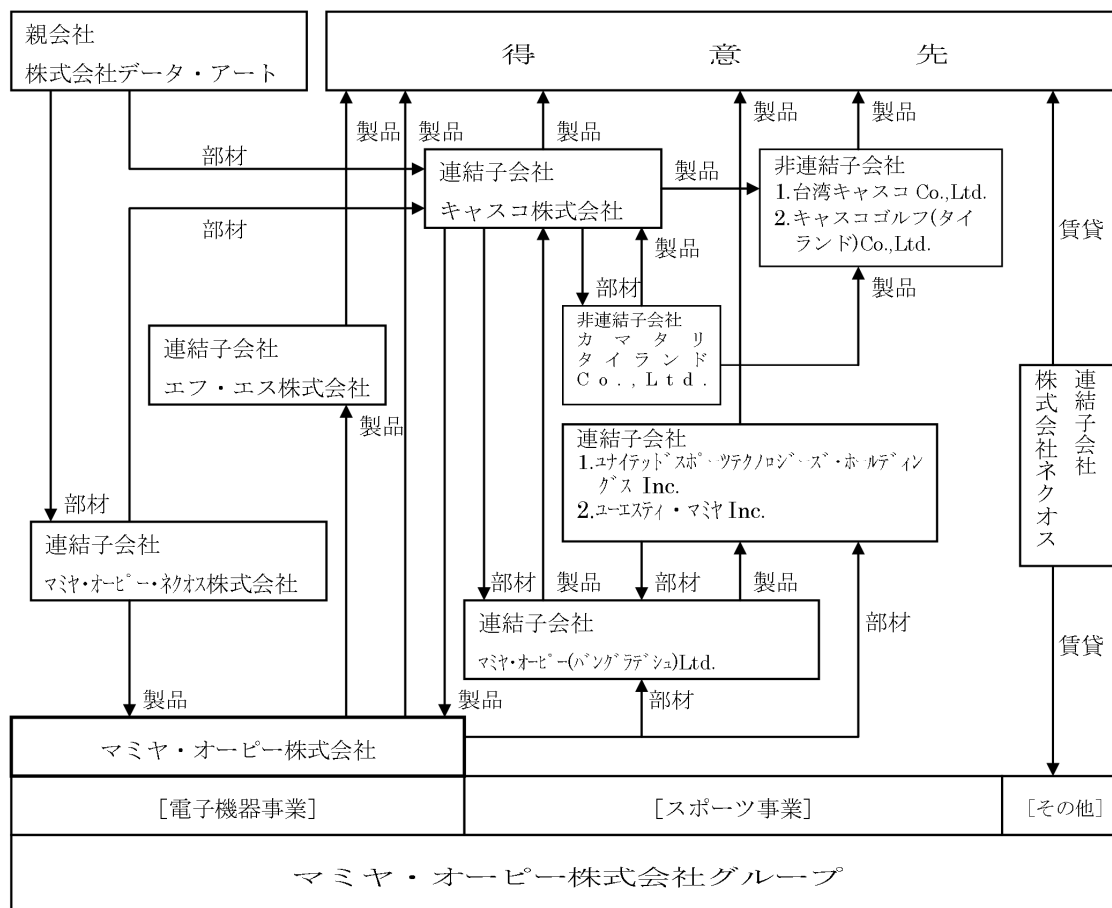 親会社
株式会社データ・アート
得意先
製品
製品
製品
製品
製品
部材
連結子会社
キャスコ株式会社
製品
非連結子会社
1.台湾キャスコ Co.,Ltd.
2.キャスコゴルフ(タイ
ランド)Co.,Ltd.
部材
賃貸
製品
部材
製品
非連結子会社
カマタリ
タイランド
Co.,Ltd.
連結子会社
エフ・エス株式会社
製品
連結子会社
株式会社ネクオス
連結子会社
1.ユナイテッドスポーツテクノロジーズ・ホールディン
グス Inc.
2.ユーエスティ・マミヤ Inc.
部材
連結子会社
マミヤ・オーピー・ネクオス株式会社
部材
製品
部材
製品
部材
連結子会社
マミヤ・オーピー(バングラデシュ)Ltd.
賃貸
製品
製品
部材
マミヤ・オーピー株式会社
[電子機器事業]
[スポーツ事業]
[その他]
マミヤ・オーピー株式会社グループ